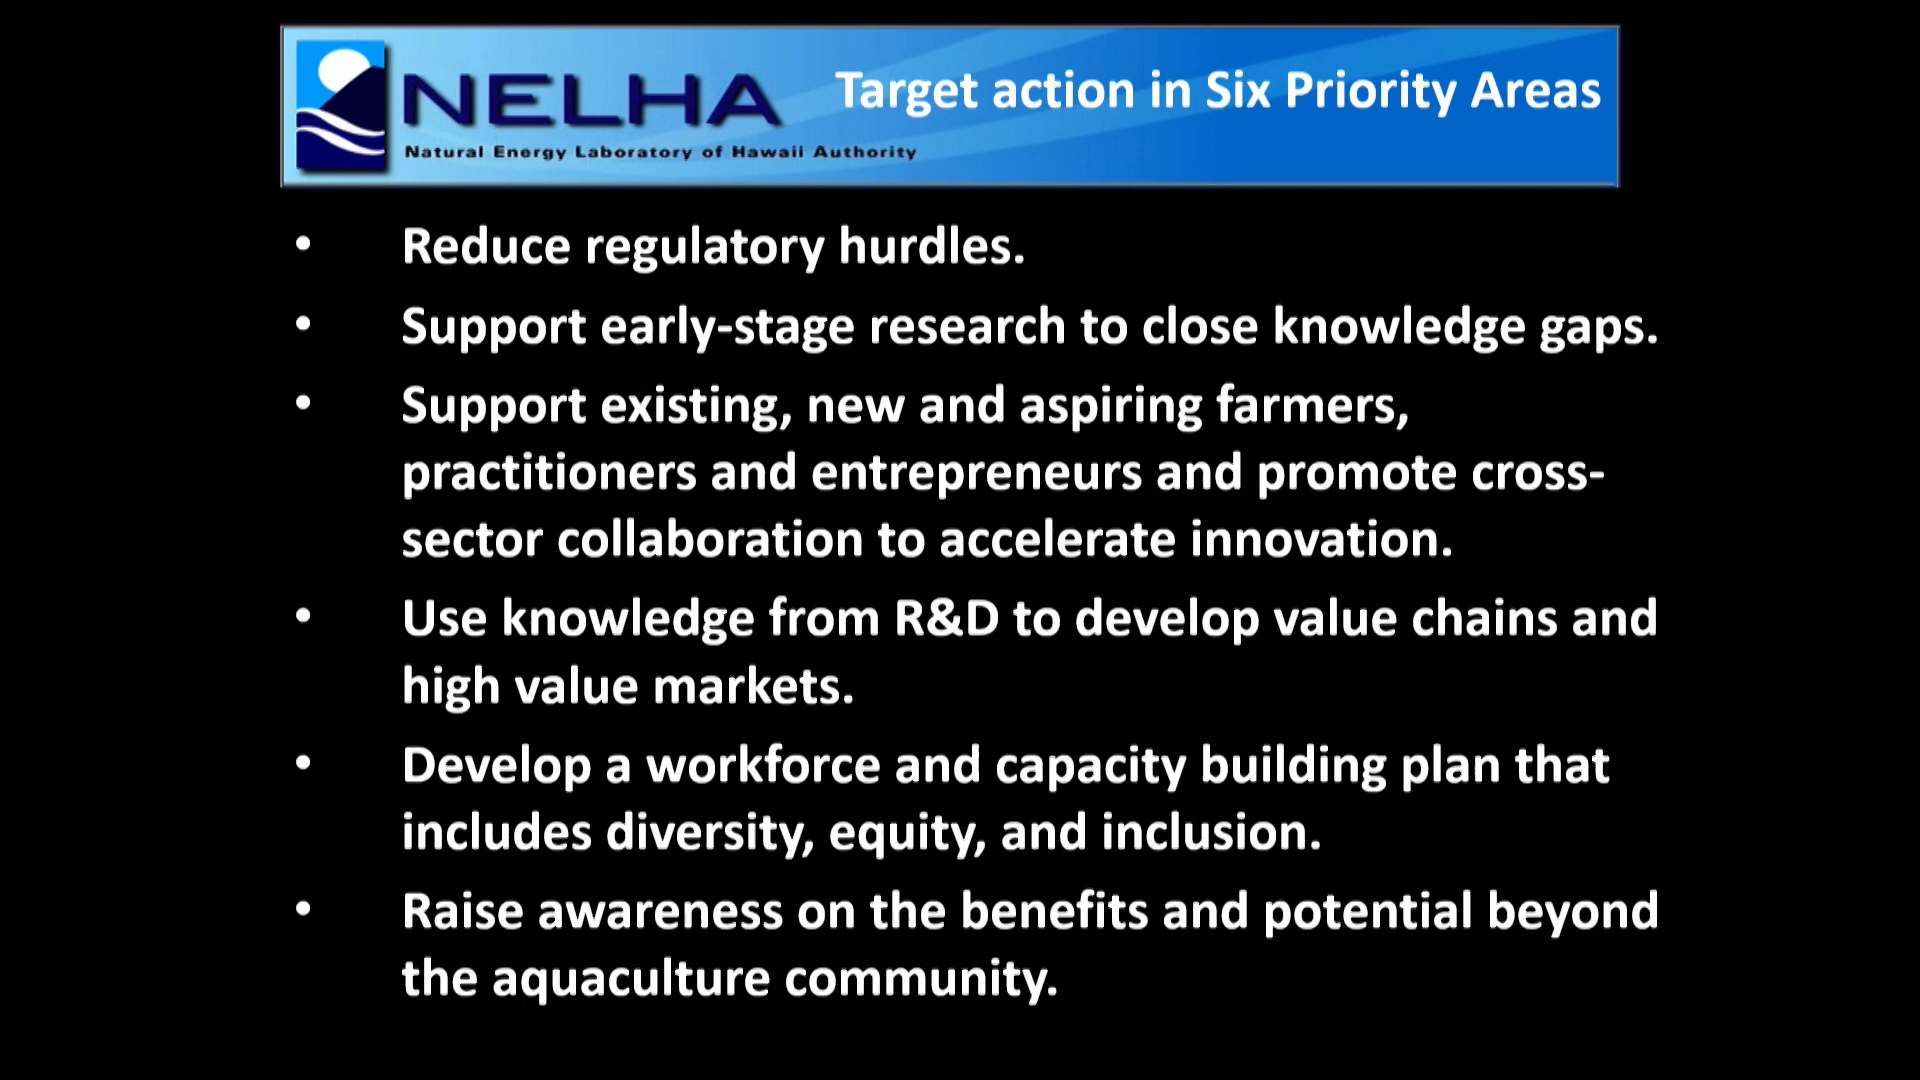 NELHA
Target action in Six Priority Areas
Natural Energy Laboratory of Hawaii Authority
• Reduce regulatory hurdles.
• Support early-stage research to close knowledge gaps.
• Support existing, new and aspiring farmers,
practitioners and entrepreneurs and promote cross-
sector collaboration to accelerate innovation.
• Use knowledge from R&D to develop value chains and
high value markets.
• Develop a workforce and capacity building plan that
includes diversity, equity, and inclusion.
• Raise awareness on the benefits and potential beyond
the aquaculture community.